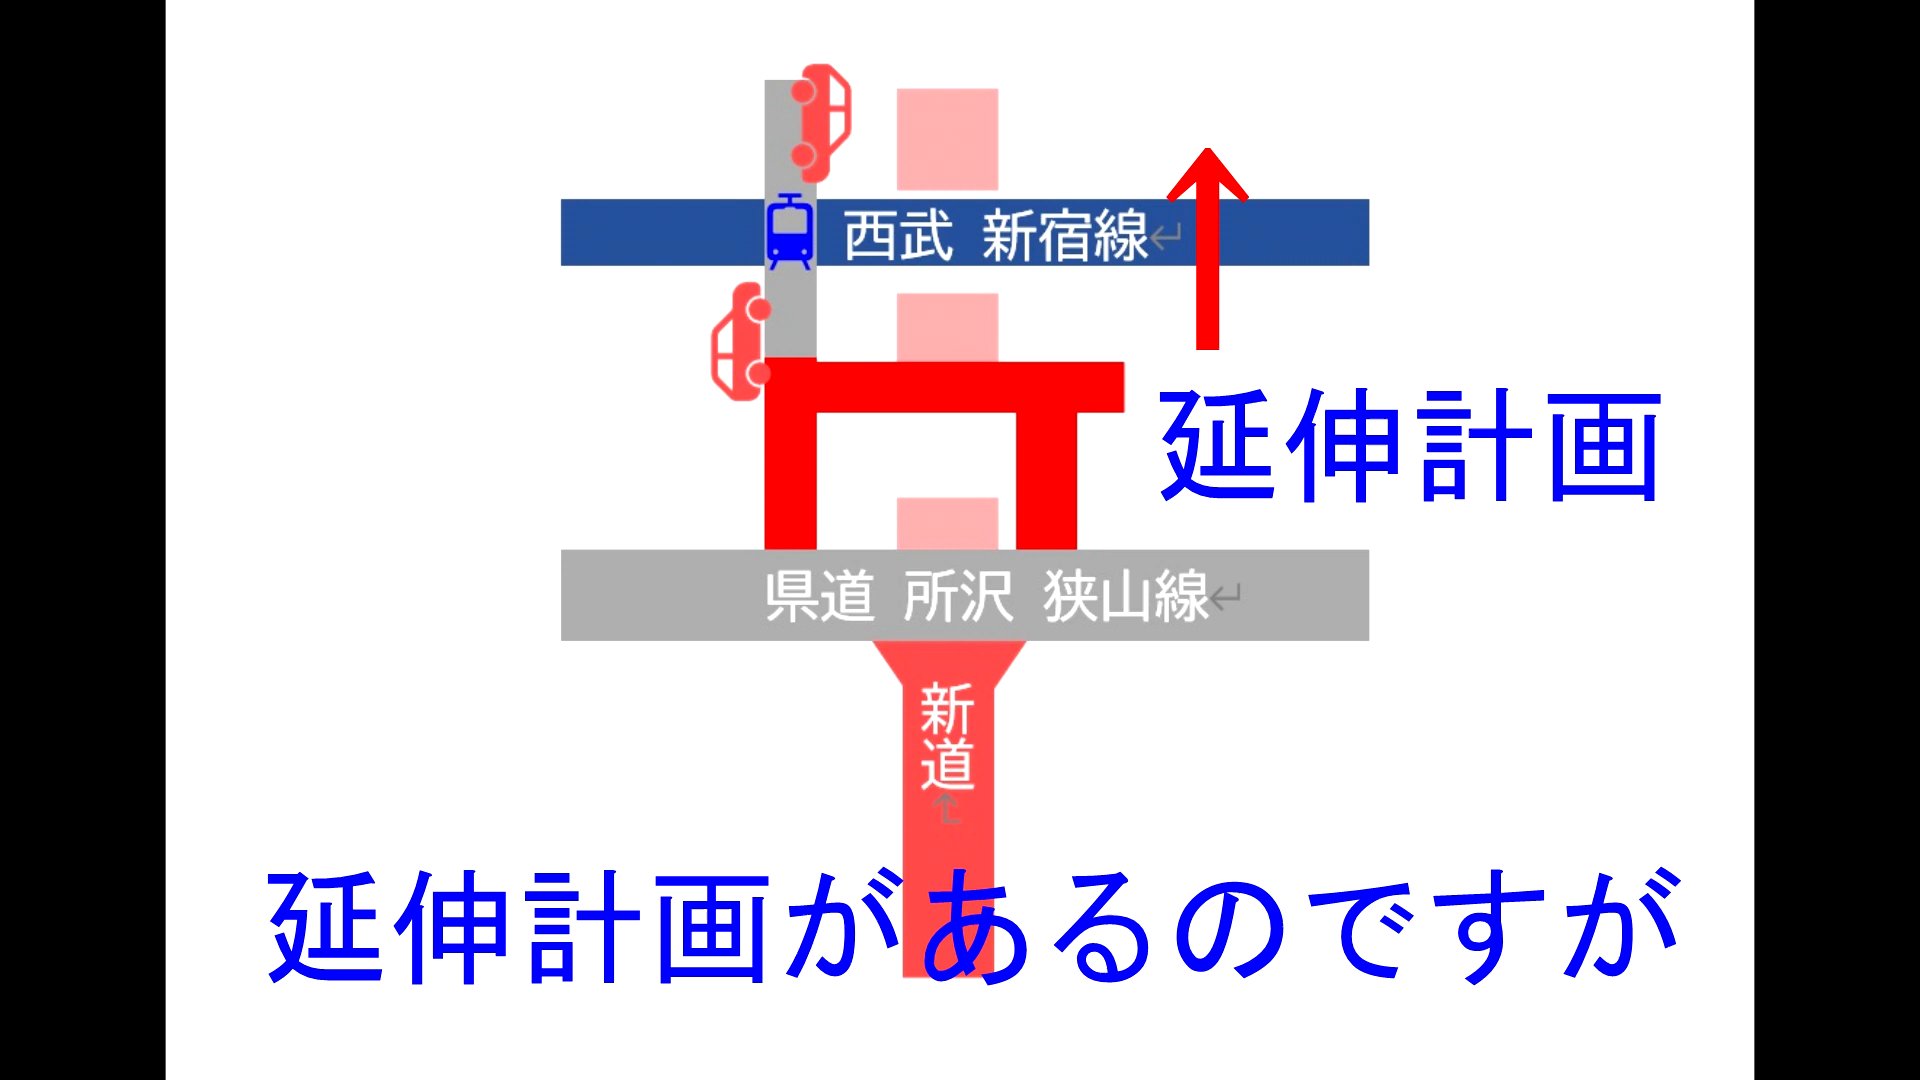 西武 新宿線↵
延伸計画
県道 所沢 狭山線↵
新道↵
延伸計画があるのですが